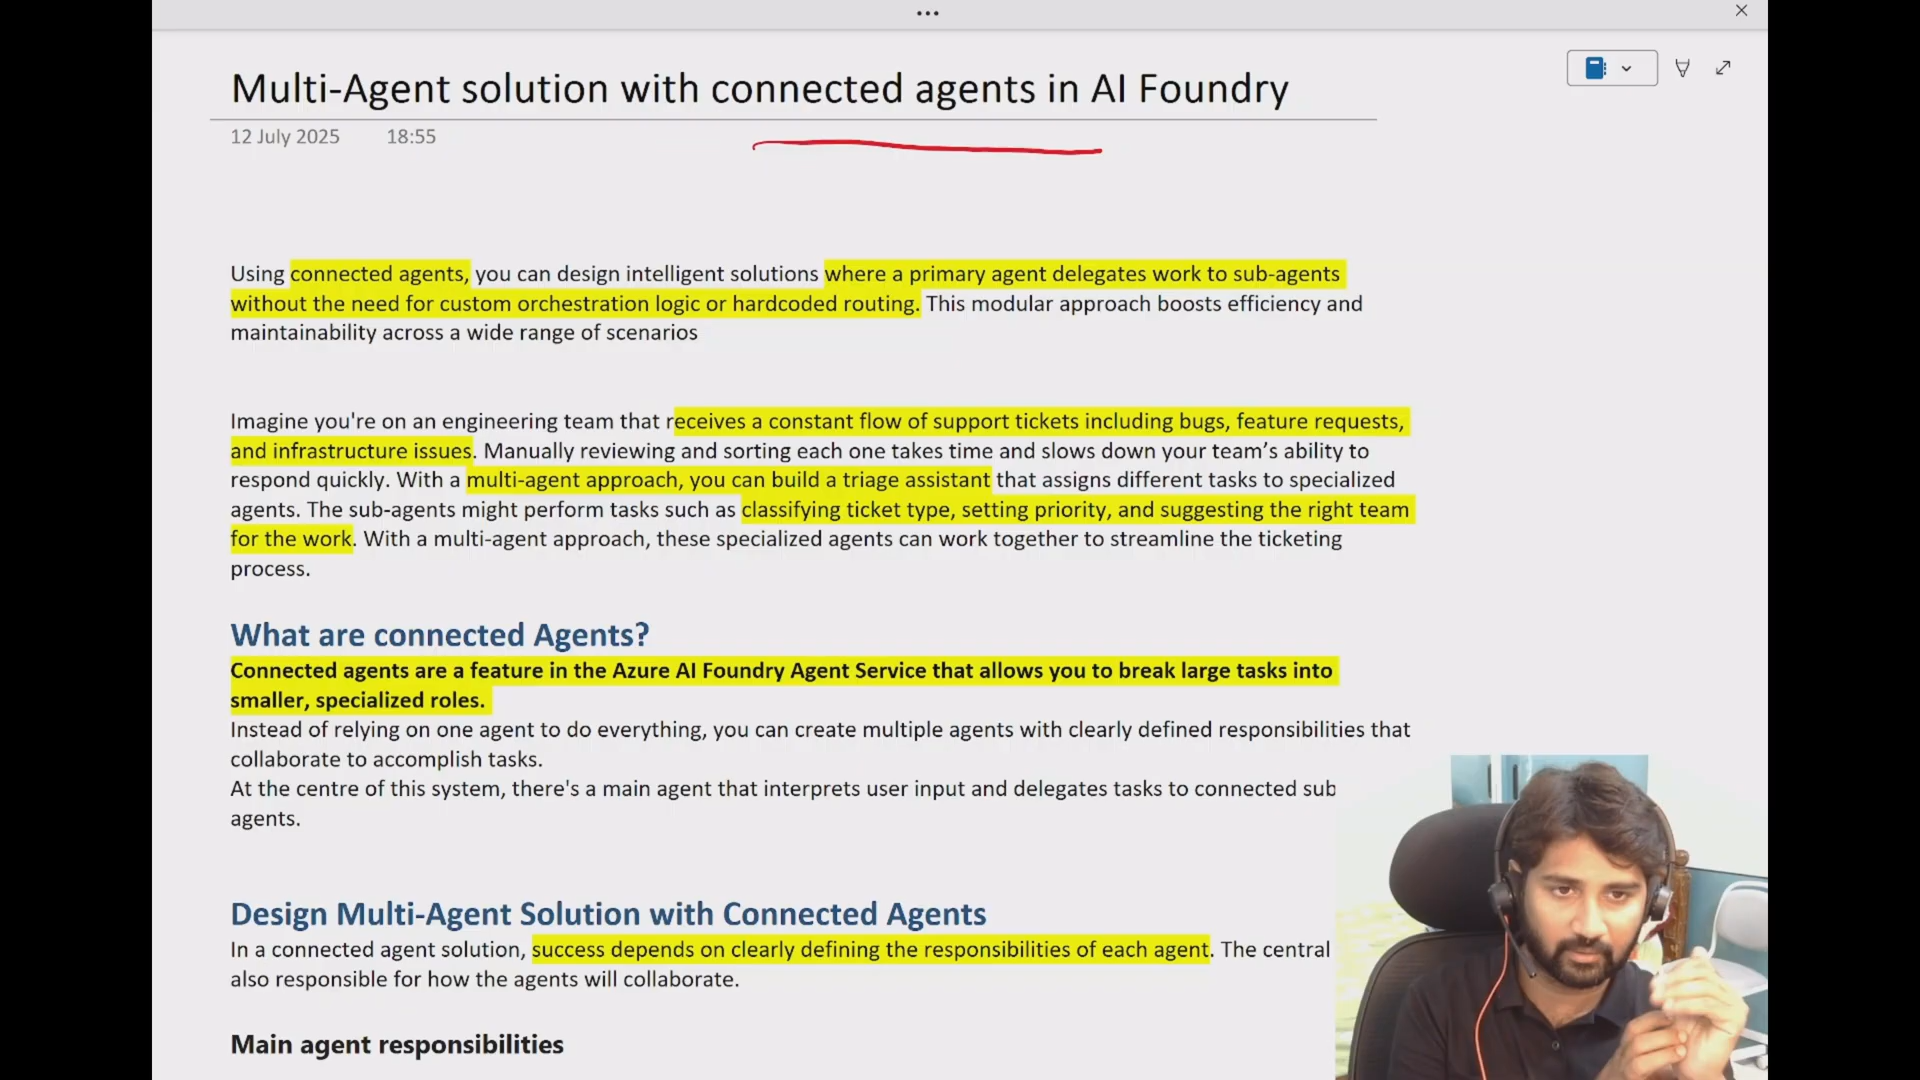 Multi-Agent solution with connected agents in AI Foundry
12 July 2025 18:55
Using connected agents, you can design intelligent solutions where a primary agent delegates work to sub-agents
without the need for custom orchestration logic or hardcoded routing. This modular approach boosts efficiency and
maintainability across a wide range of scenarios
Imagine you're on an engineering team that receives a constant flow of support tickets including bugs, feature requests,
and infrastructure issues. Manually reviewing and sorting each one takes time and slows down your team’s ability to
respond quickly. With a multi-agent approach, you can build a triage assistant that assigns different tasks to specialized
agents. The sub-agents might perform tasks such as classifying ticket type, setting priority, and suggesting the right team
for the work. With a multi-agent approach, these specialized agents can work together to streamline the ticketing
process.
What are connected Agents?
Connected agents are a feature in the Azure AI Foundry Agent Service that allows you to break large tasks into
smaller, specialized roles.
Instead of relying on one agent to do everything, you can create multiple agents with clearly defined responsibilities that
collaborate to accomplish tasks.
At the centre of this system, there's a main agent that interprets user input and delegates tasks to connected sub
agents.
Design Multi-Agent Solution with Connected Agents
In a connected agent solution, success depends on clearly defining the responsibilities of each agent. The central
also responsible for how the agents will collaborate.
Main agent responsibilities